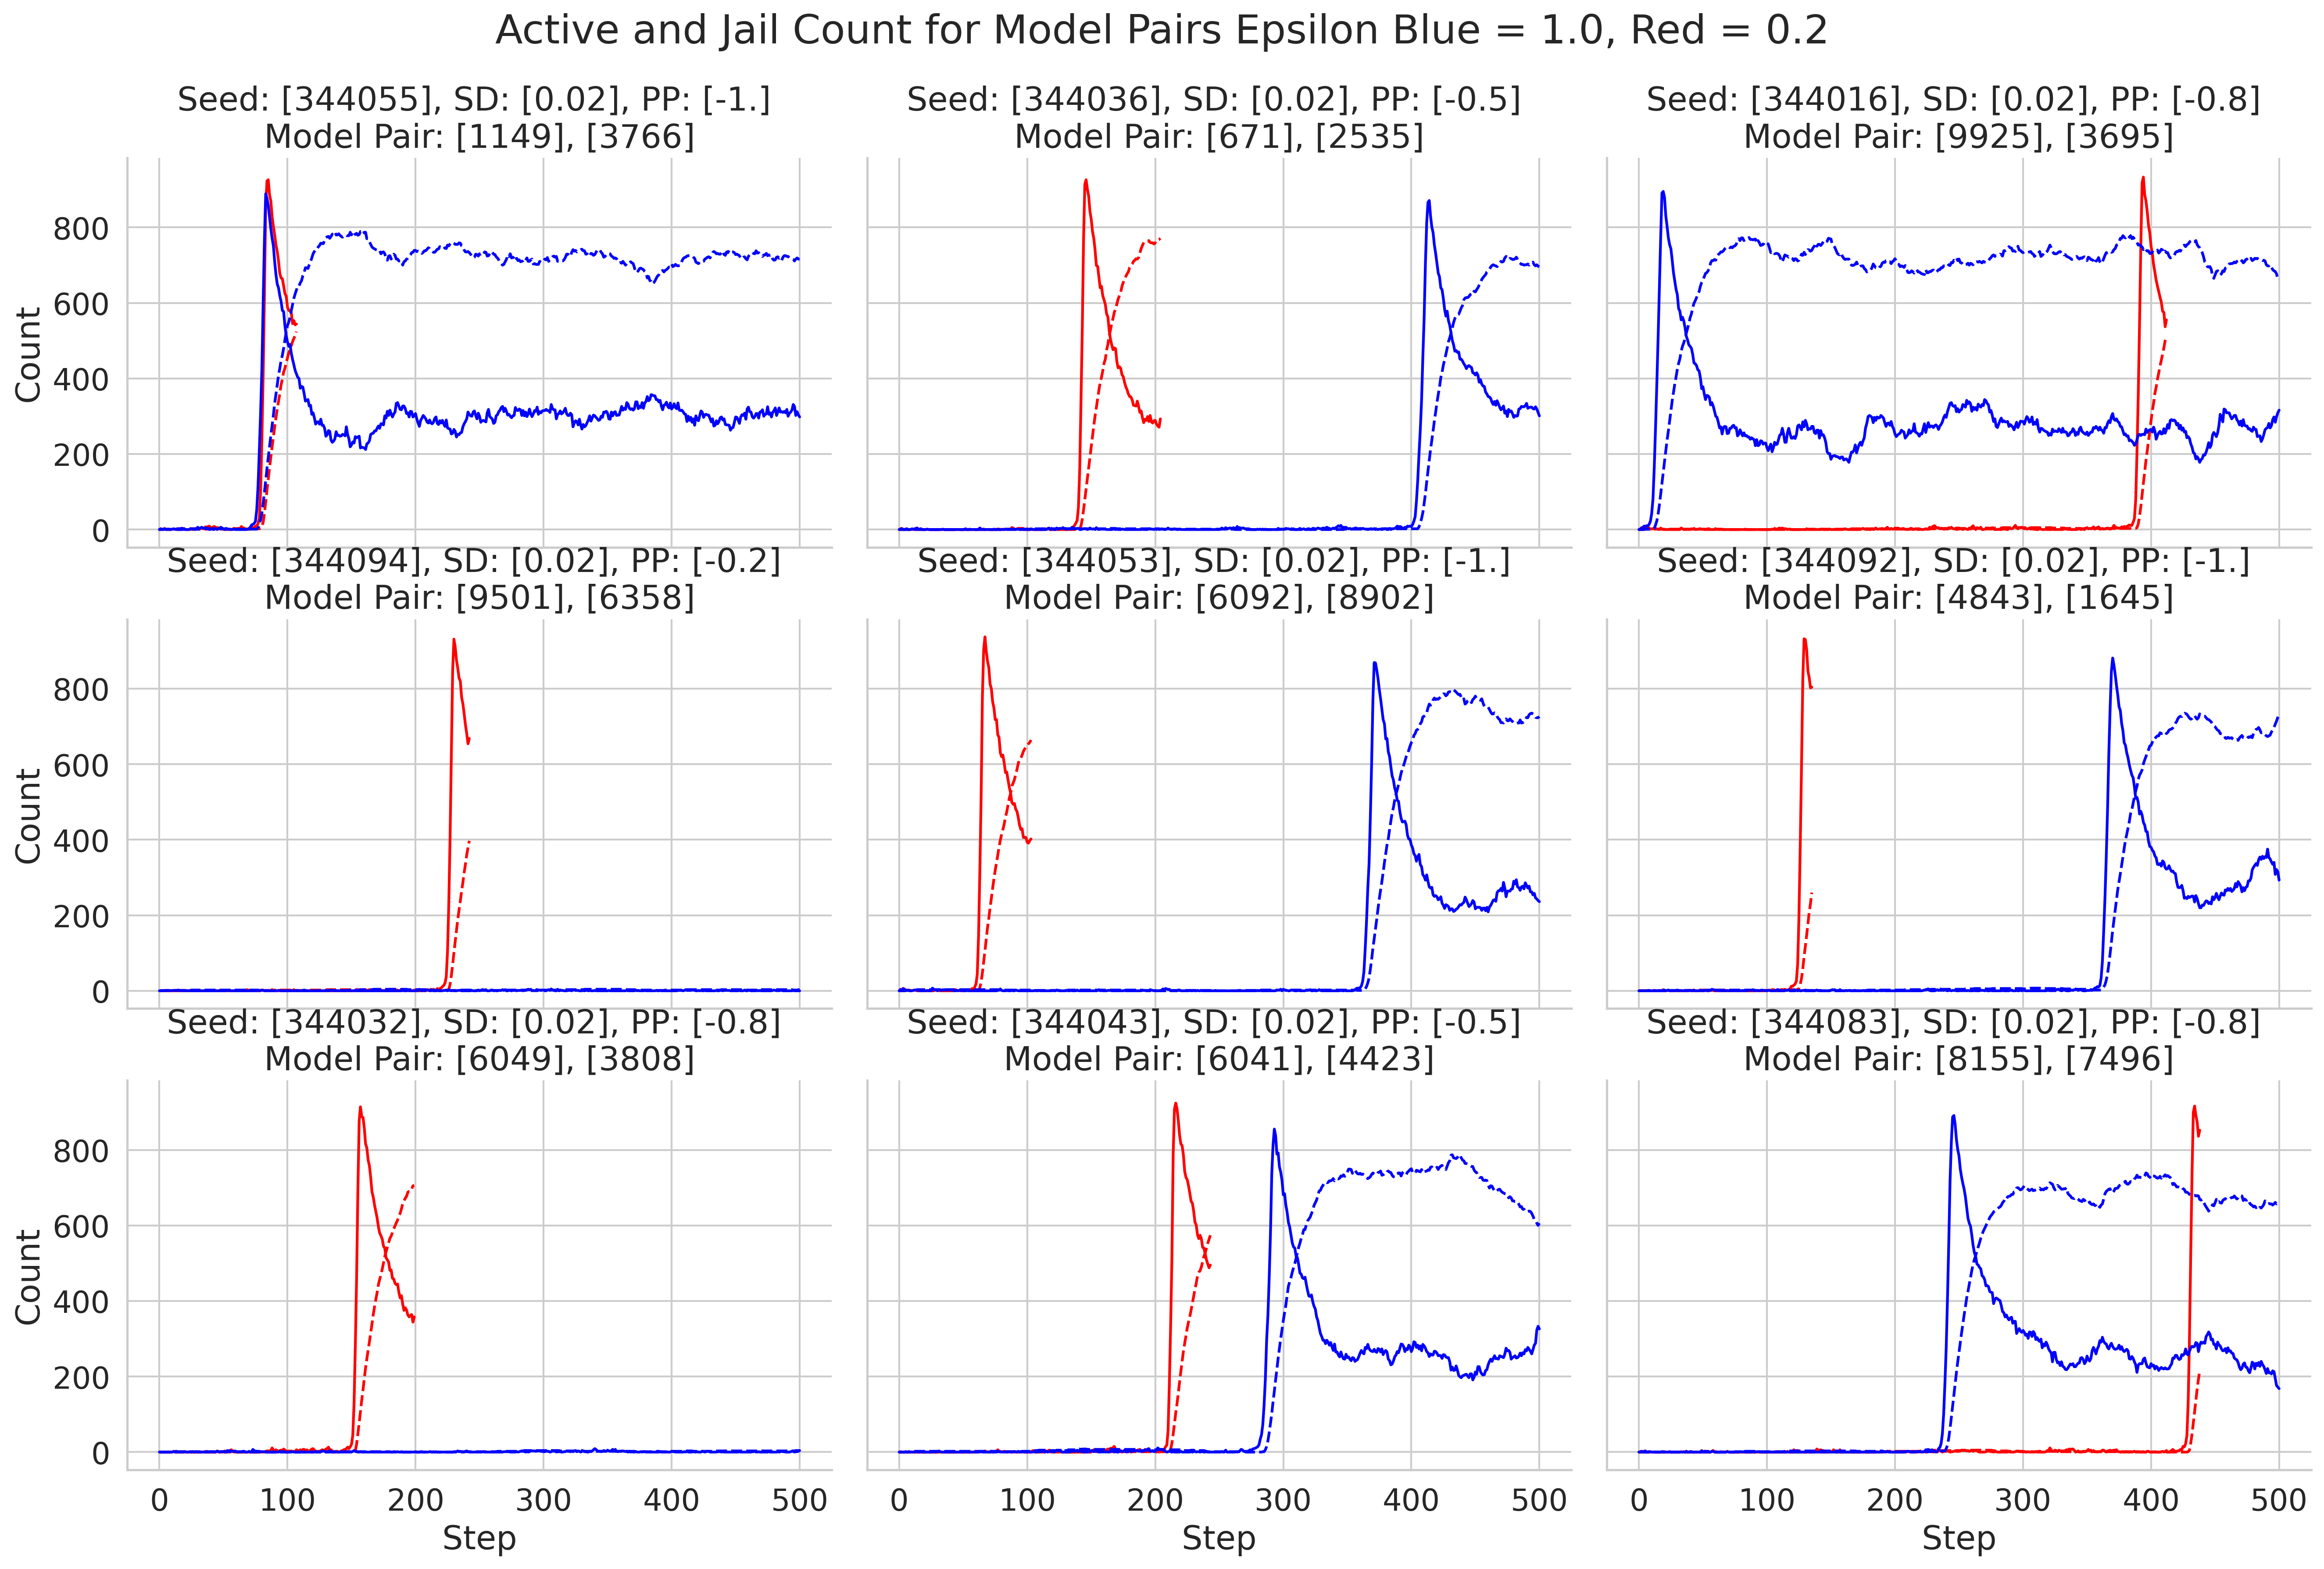 Active and Jail Count for Model Pairs Epsilon Blue = 1.0, Red = 0.2
Seed: [344055], SD: [0.02], PP: [-1.]
Model Pair: [1149], [3766]
Seed: [344036], SD: [0.02], PP: [-0.5]
Model Pair: [671], [2535]
Seed: [344016], SD: [0.02], PP: [-0.8]
Model Pair: [9925], [3695]
800
600
400
200
0
Count
Seed: [344094], SD: [0.02], PP: [-0.2]
Model Pair: [9501], [6358]
Seed: [344053], SD: [0.02], PP: [-1.]
Model Pair: [6092], [8902]
Seed: [344092], SD: [0.02], PP: [-1.]
Model Pair: [4843], [1645]
800
600
400
200
0
Count
Seed: [344032], SD: [0.02], PP: [-0.8]
Model Pair: [6049], [3808]
Seed: [344043], SD: [0.02], PP: [-0.5]
Model Pair: [6041], [4423]
Seed: [344083], SD: [0.02], PP: [-0.8]
Model Pair: [8155], [7496]
800
600
400
200
0
Count
0 100 200 300 400 500
Step
0 100 200 300 400 500
Step
0 100 200 300 400 500
Step